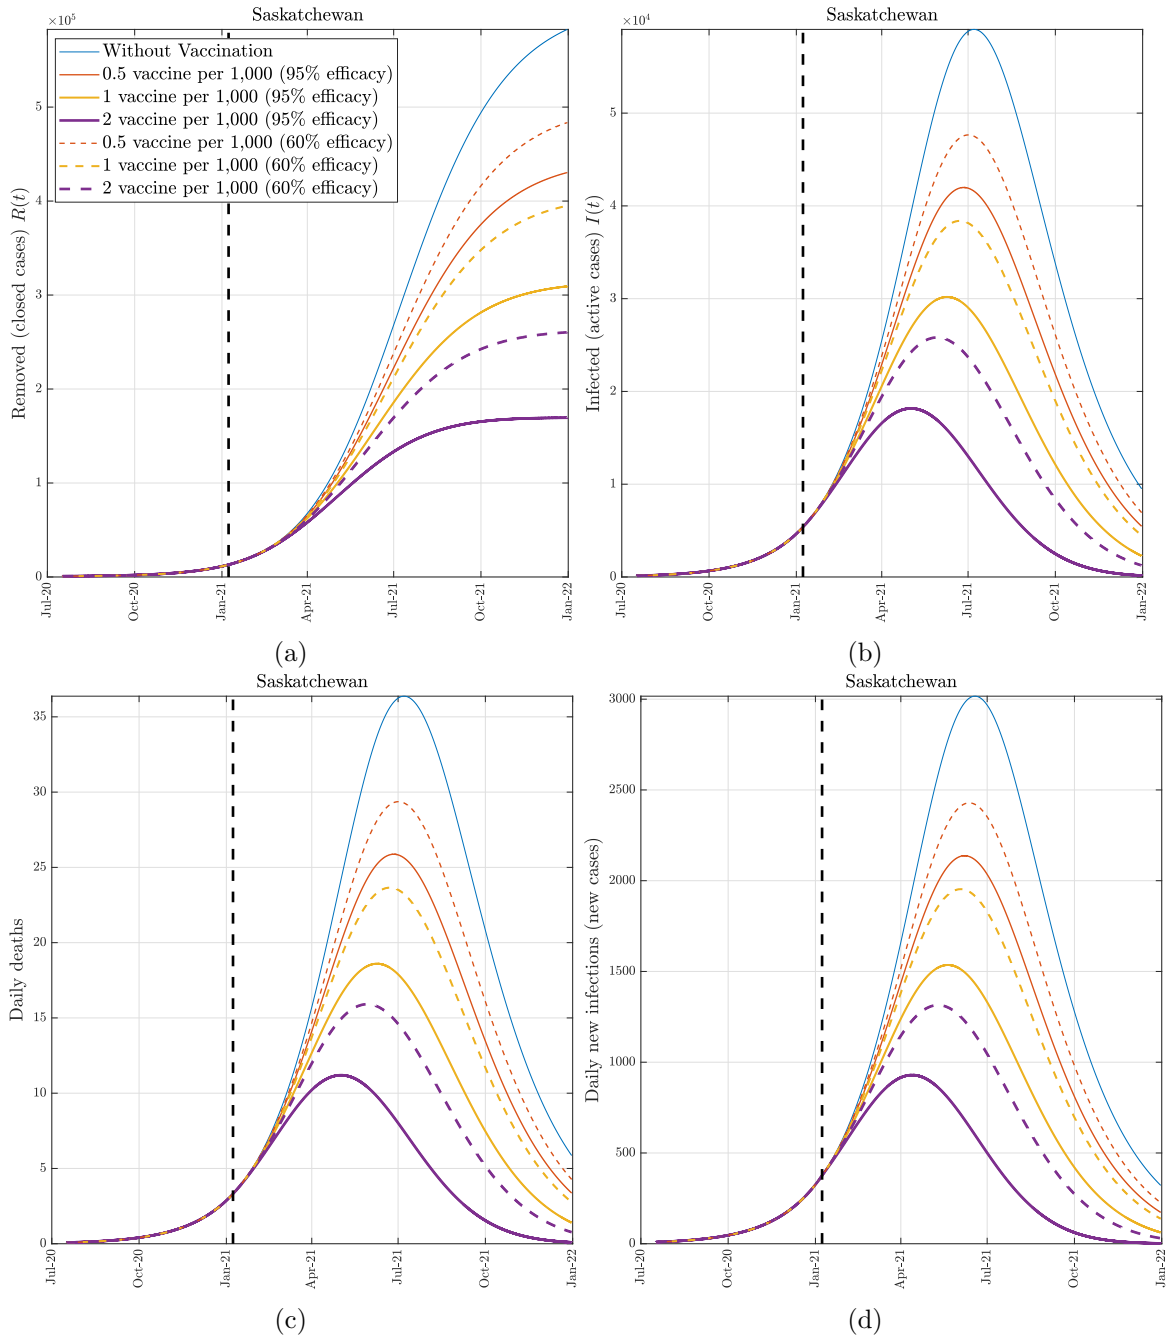 Saskatchewan
×10⁵
Without Vaccination
0.5 vaccine per 1,000 (95% efficacy)
1 vaccine per 1,000 (95% efficacy)
2 vaccine per 1,000 (95% efficacy)
0.5 vaccine per 1,000 (60% efficacy)
1 vaccine per 1,000 (60% efficacy)
2 vaccine per 1,000 (60% efficacy)
Removed (closed cases) R(t)
5
4
3
2
1
0
Jul-20
Oct-20
Jan-21
Apr-21
Jul-21
Oct-21
Jan-22
(a)
Saskatchewan
×10⁴
Infected (active cases) I(t)
5
4
3
2
1
0
Jul-20
Oct-20
Jan-21
Apr-21
Jul-21
Oct-21
Jan-22
(b)
Saskatchewan
Daily deaths
35
30
25
20
15
10
5
0
Jul-20
Oct-20
Jan-21
Apr-21
Jul-21
Oct-21
Jan-22
(c)
Saskatchewan
Daily new infections (new cases)
3000
2500
2000
1500
1000
500
0
Jul-20
Oct-20
Jan-21
Apr-21
Jul-21
Oct-21
Jan-22
(d)